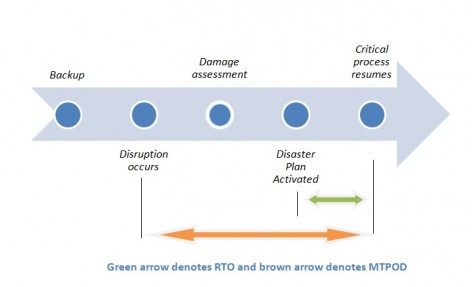 Backup
Damage
assessment
Critical
process
resumes
Disruption
occurs
Disaster
Plan
Activated
Green arrow denotes RTO and brown arrow denotes MTPOD